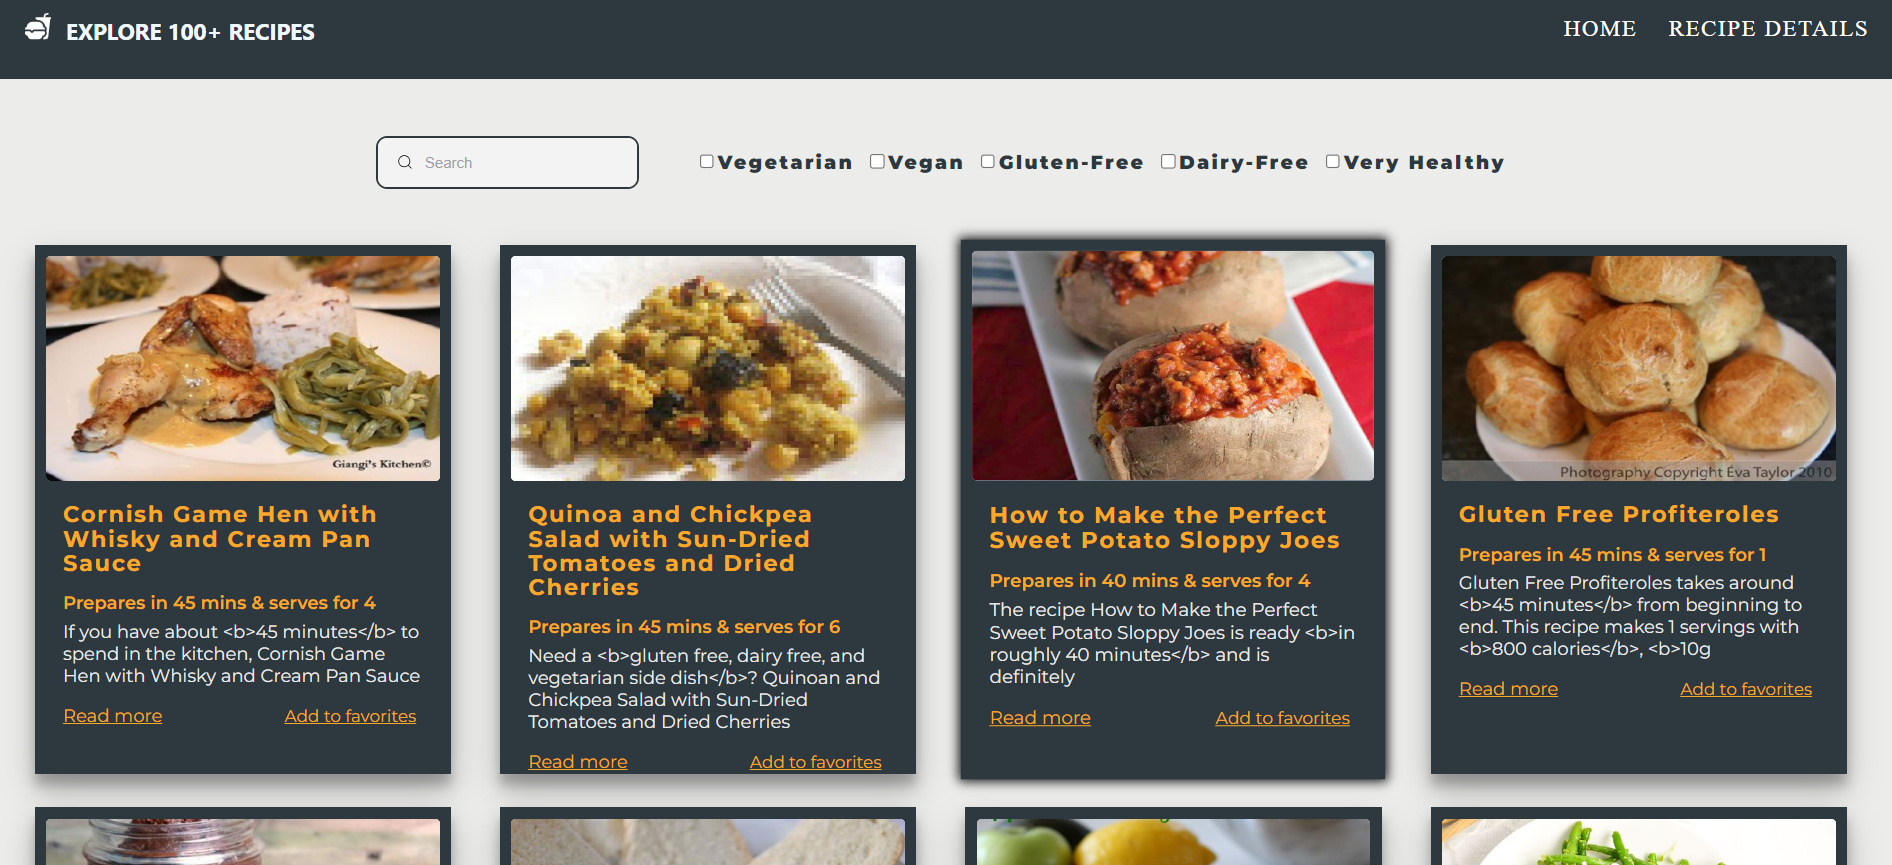 EXPLORE 100+ RECIPES
HOME
RECIPE DETAILS
Search
Vegetarian
Vegan
Gluten-Free
Dairy-Free
Very Healthy
Giangi's Kitchen©
Cornish Game Hen with
Whisky and Cream Pan
Sauce
Prepares in 45 mins & serves for 4
If you have about <b>45 minutes</b> to
spend in the kitchen, Cornish Game
Hen with Whisky and Cream Pan Sauce
Read more
Add to favorites
Quinoa and Chickpea
Salad with Sun-Dried
Tomatoes and Dried
Cherries
Prepares in 45 mins & serves for 6
Need a <b>gluten free, dairy free, and
vegetarian side dish</b>? Quinoan and
Chickpea Salad with Sun-Dried
Tomatoes and Dried Cherries
Read more
Add to favorites
How to Make the Perfect
Sweet Potato Sloppy Joes
Prepares in 40 mins & serves for 4
The recipe How to Make the Perfect
Sweet Potato Sloppy Joes is ready <b>in
roughly 40 minutes</b> and is
definitely
Read more
Add to favorites
Photography Copyright Eva Taylor 2010
Gluten Free Profiteroles
Prepares in 45 mins & serves for 1
Gluten Free Profiteroles takes around
<b>45 minutes</b> from beginning to
end. This recipe makes 1 servings with
<b>800 calories</b>, <b>10g
Read more
Add to favorites